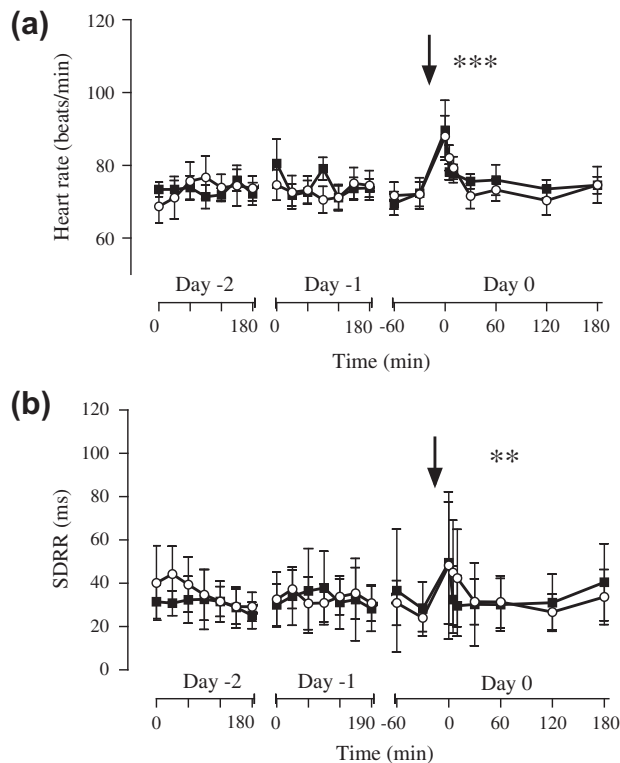 (a)
120
100
80
60
Heart rate (beats/min)
***
Day -2
Day -1
Day 0
0 180 0 180 -60 0 60 120 180
Time (min)
(b)
120
100
80
60
40
20
0
SDRR (ms)
**
Day -2
Day -1
Day 0
0 180 0 190 -60 0 60 120 180
Time (min)